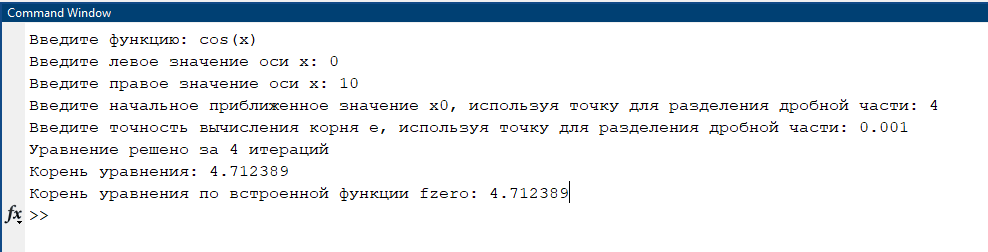 Command Window
Введите функцию: cos(x)
Введите левое значение оси x: 0
Введите правое значение оси x: 10
Введите начальное приближенное значение x0, используя точку для разделения дробной части: 4
Введите точность вычисления корня e, используя точку для разделения дробной части: 0.001
Уравнение решено за 4 итераций
Корень уравнения: 4.712389
Корень уравнения по встроенной функции fzero: 4.712389
fx >>